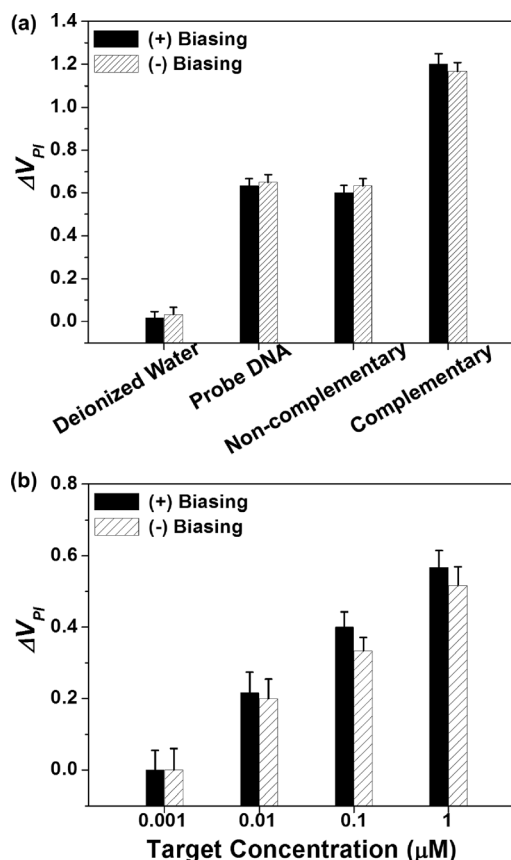 (a)
(+) Biasing
(-) Biasing
1.4
1.2
1.0
0.8
0.6
0.4
0.2
0.0
ΔV_PI
Deionized Water
Probe DNA
Non-complementary
Complementary
(b)
(+) Biasing
(-) Biasing
0.8
0.6
0.4
0.2
0.0
ΔV_PI
0.001 0.01 0.1 1
Target Concentration (μM)